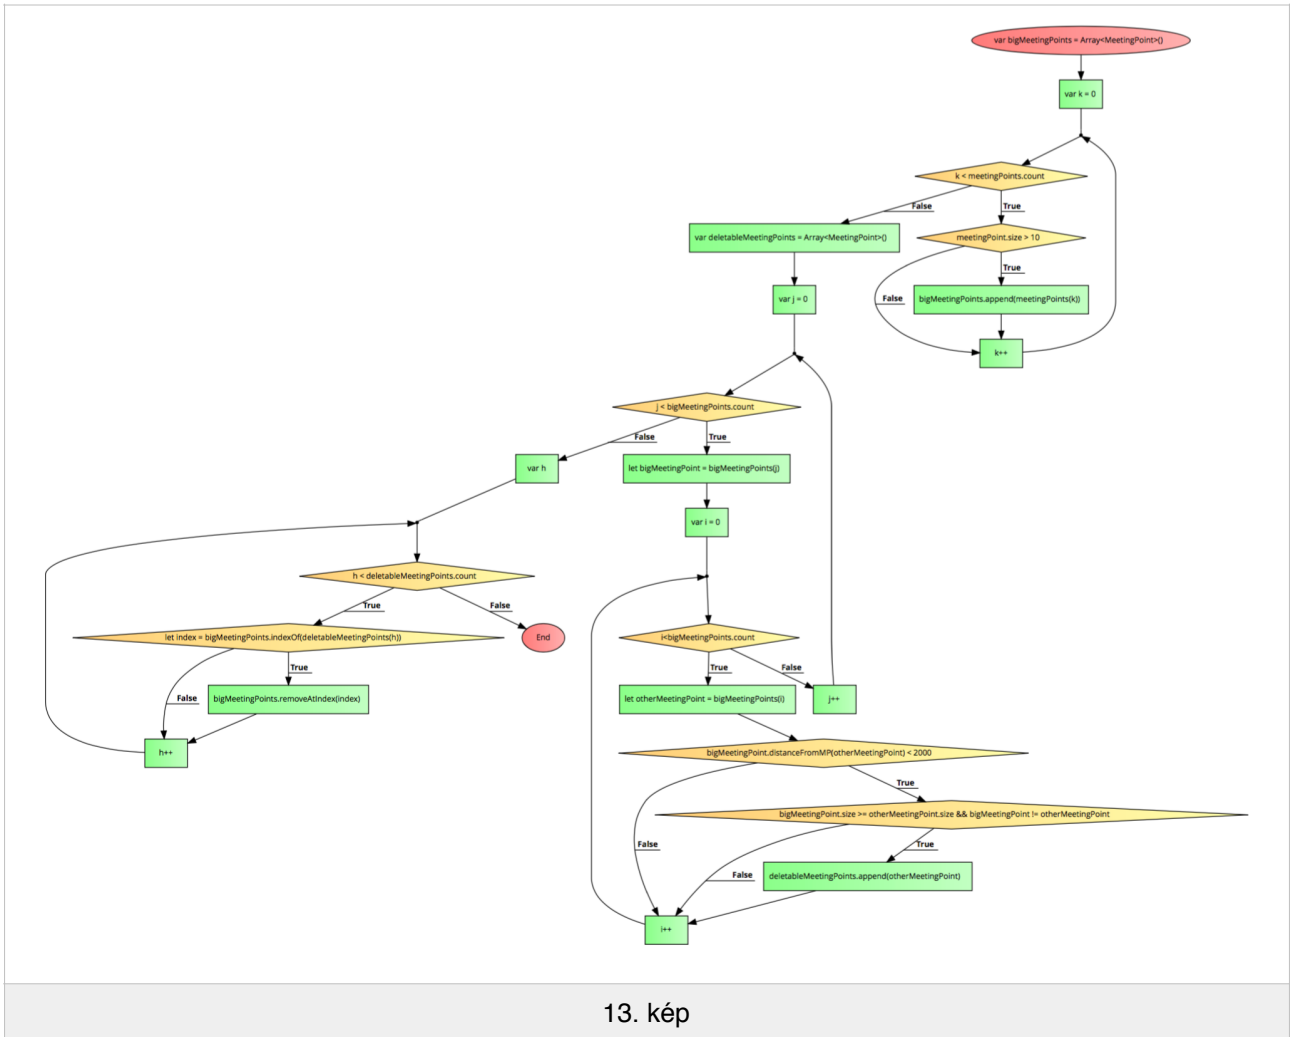 var bigMeetingPoints = Array<MeetingPoint>()
var k = 0
k < meetingPoints.count
False
True
var deletableMeetingPoints = Array<MeetingPoint>()
meetingPoint.size > 10
True
False
var j = 0
bigMeetingPoints.append(meetingPoints(k))
k++
j < bigMeetingPoints.count
False
True
var h
let bigMeetingPoint = bigMeetingPoints(j)
var i = 0
h < deletableMeetingPoints.count
True
False
let index = bigMeetingPoints.indexOf(deletableMeetingPoints(h))
End
i<bigMeetingPoints.count
True
False
True
False
bigMeetingPoints.removeAtIndex(index)
let otherMeetingPoint = bigMeetingPoints(i)
j++
h++
bigMeetingPoint.distanceFromMP(otherMeetingPoint) < 2000
True
bigMeetingPoint.size >= otherMeetingPoint.size && bigMeetingPoint != otherMeetingPoint
False
True
False
deletableMeetingPoints.append(otherMeetingPoint)
i++
13. kép